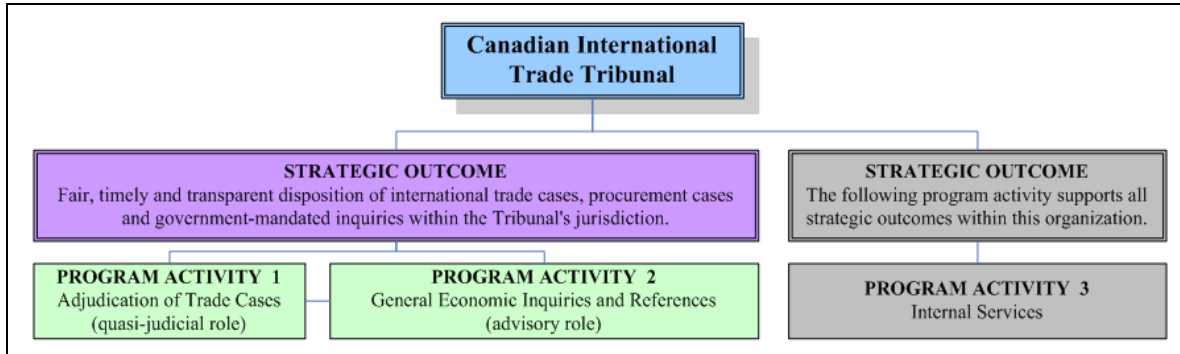 Canadian International
Trade Tribunal
STRATEGIC OUTCOME
Fair, timely and transparent disposition of international trade cases, procurement cases
and government-mandated inquiries within the Tribunal's jurisdiction.
STRATEGIC OUTCOME
The following program activity supports all
strategic outcomes within this organization.
PROGRAM ACTIVITY 1
Adjudication of Trade Cases
(quasi-judicial role)
PROGRAM ACTIVITY 2
General Economic Inquiries and References
(advisory role)
PROGRAM ACTIVITY 3
Internal Services